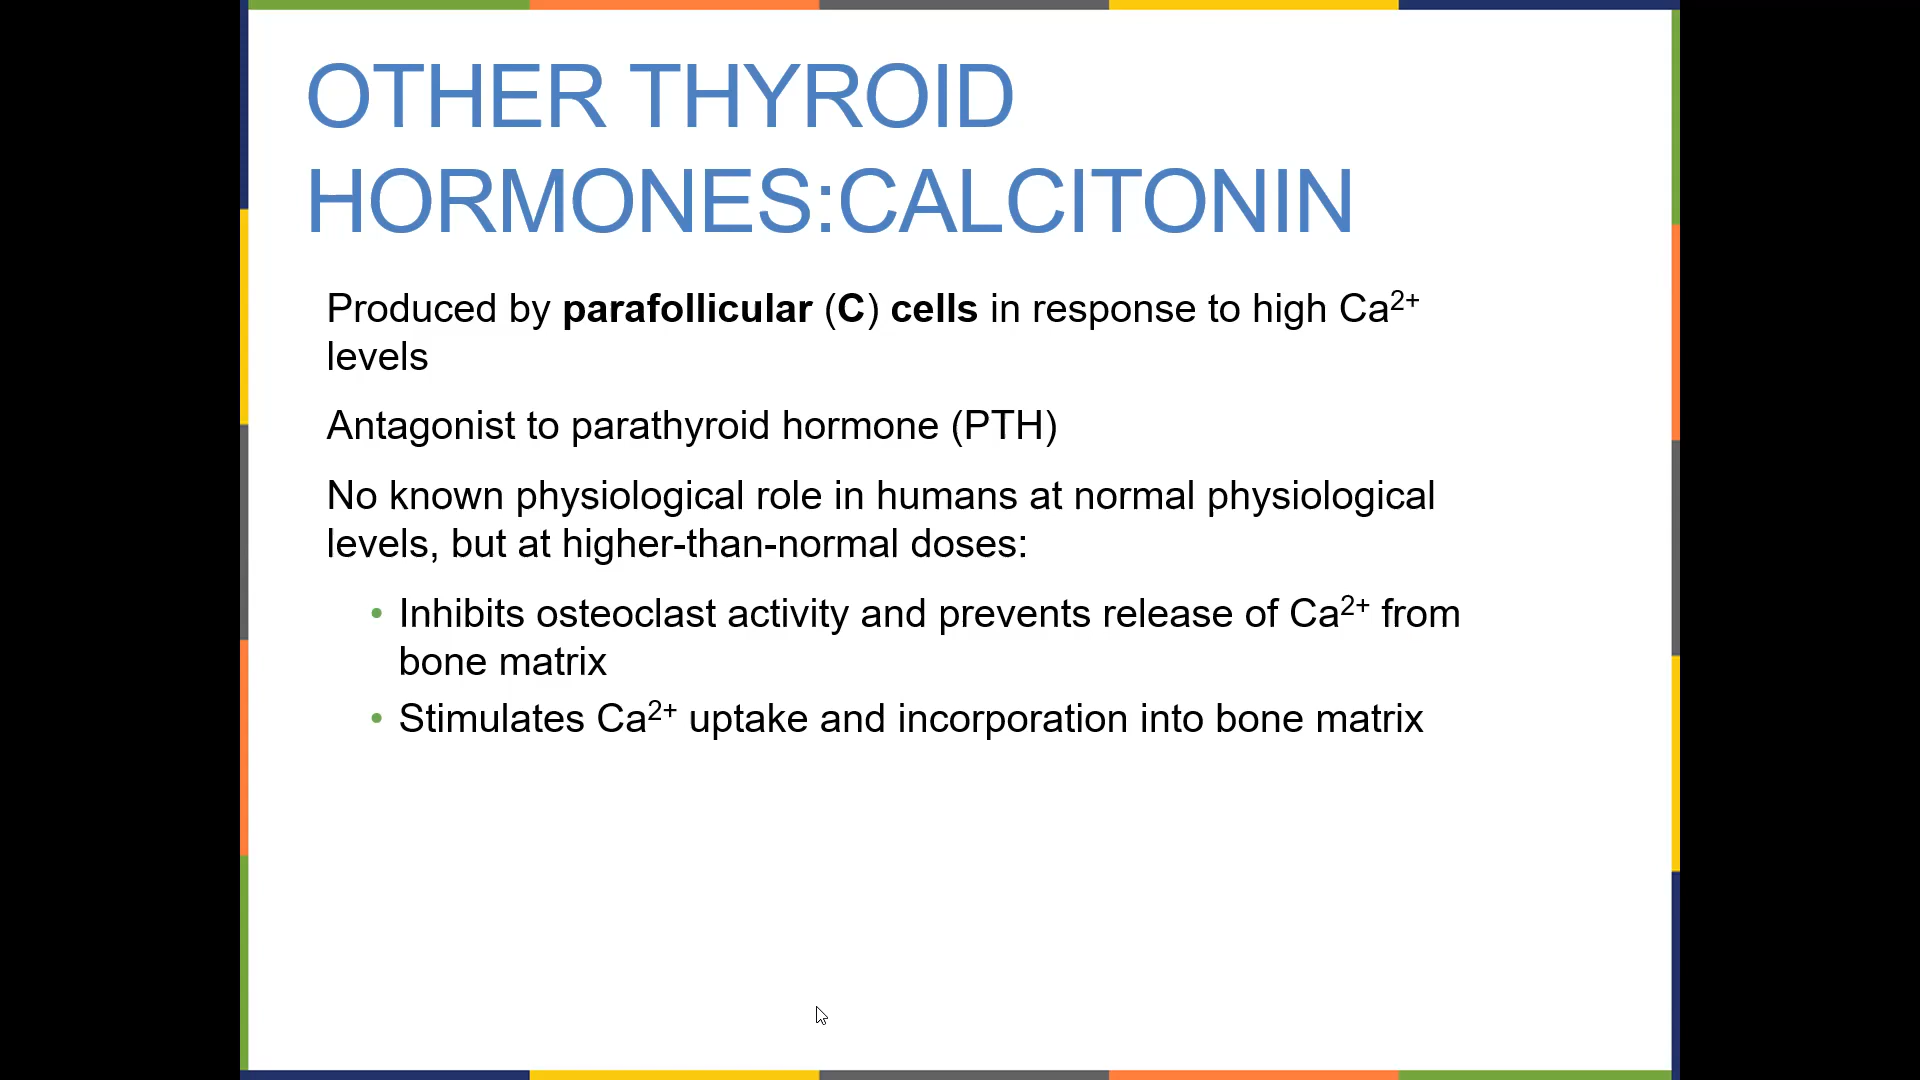 OTHER THYROID
HORMONES:CALCITONIN
Produced by parafollicular (C) cells in response to high Ca²⁺
levels
Antagonist to parathyroid hormone (PTH)
No known physiological role in humans at normal physiological
levels, but at higher-than-normal doses:
• Inhibits osteoclast activity and prevents release of Ca²⁺ from
bone matrix
• Stimulates Ca²⁺ uptake and incorporation into bone matrix